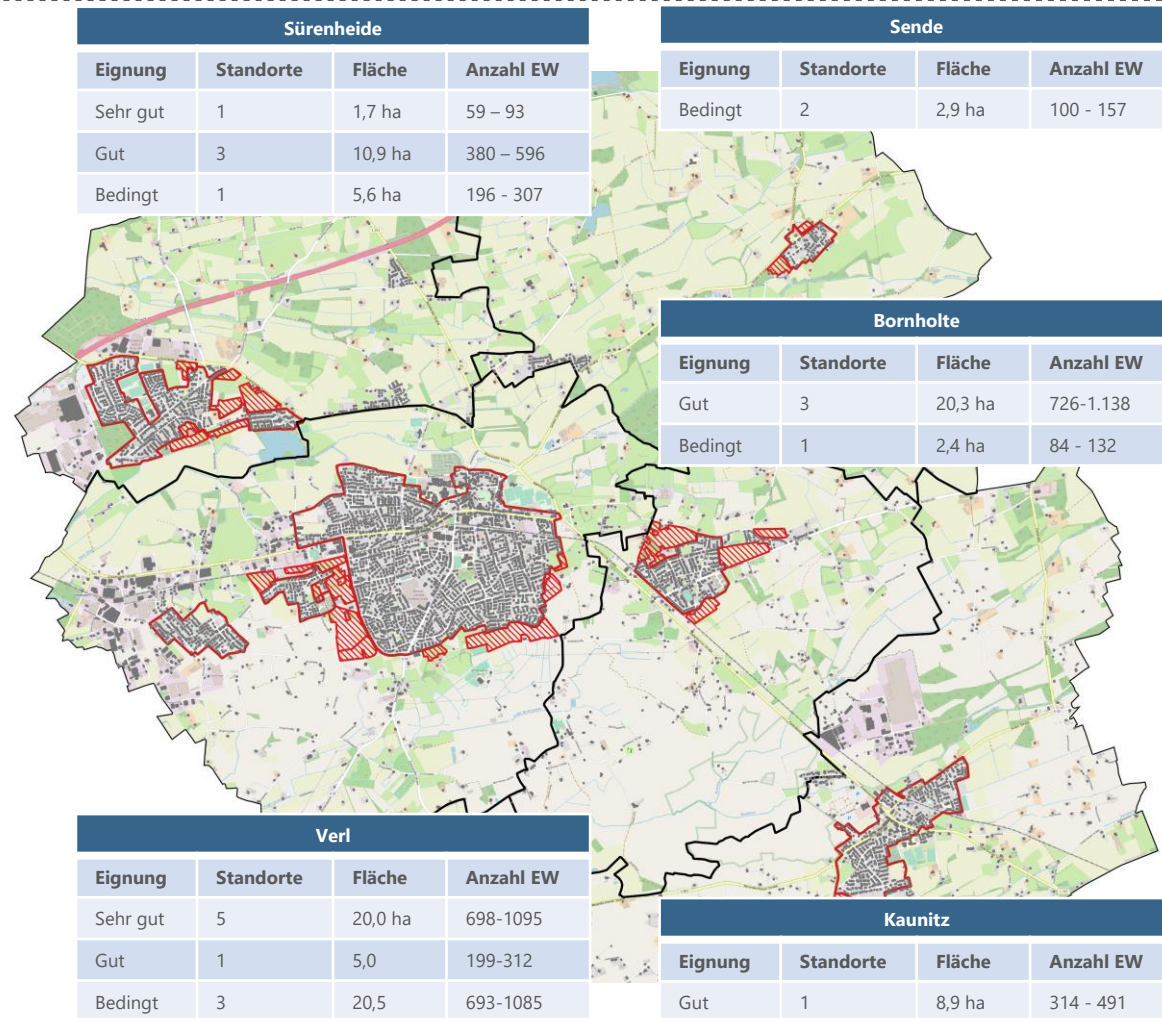 Sürenheide
Eignung Standorte Fläche Anzahl EW
Sehr gut 1 1,7 ha 59 – 93
Gut 3 10,9 ha 380 – 596
Bedingt 1 5,6 ha 196 - 307
Sende
Eignung Standorte Fläche Anzahl EW
Bedingt 2 2,9 ha 100 - 157
Bornholte
Eignung Standorte Fläche Anzahl EW
Gut 3 20,3 ha 726-1.138
Bedingt 1 2,4 ha 84 - 132
Verl
Eignung Standorte Fläche Anzahl EW
Sehr gut 5 20,0 ha 698-1095
Gut 1 5,0 199-312
Bedingt 3 20,5 693-1085
Kaunitz
Eignung Standorte Fläche Anzahl EW
Gut 1 8,9 ha 314 - 491